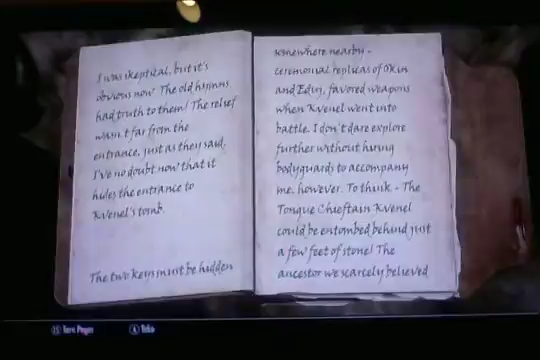 I was skeptical, but it's
obvious now. The old hymns
had truth to them! The relief
wasn't far from the
entrance, just as they said.
I've no doubt now that it
hides the entrance to
Kvenel's tomb.
The two keys must be hidden
somewhere nearby -
ceremonial replicas of Okin
and Eduj, favored weapons
when Kvenel went into
battle. I don't dare explore
further without hiring
bodyguards to accompany
me, however. To think - The
Tongue Chieftain Kvenel
could be entombed behind just
a few feet of stone! The
ancestor we scarcely believed
Turn Pages
Take